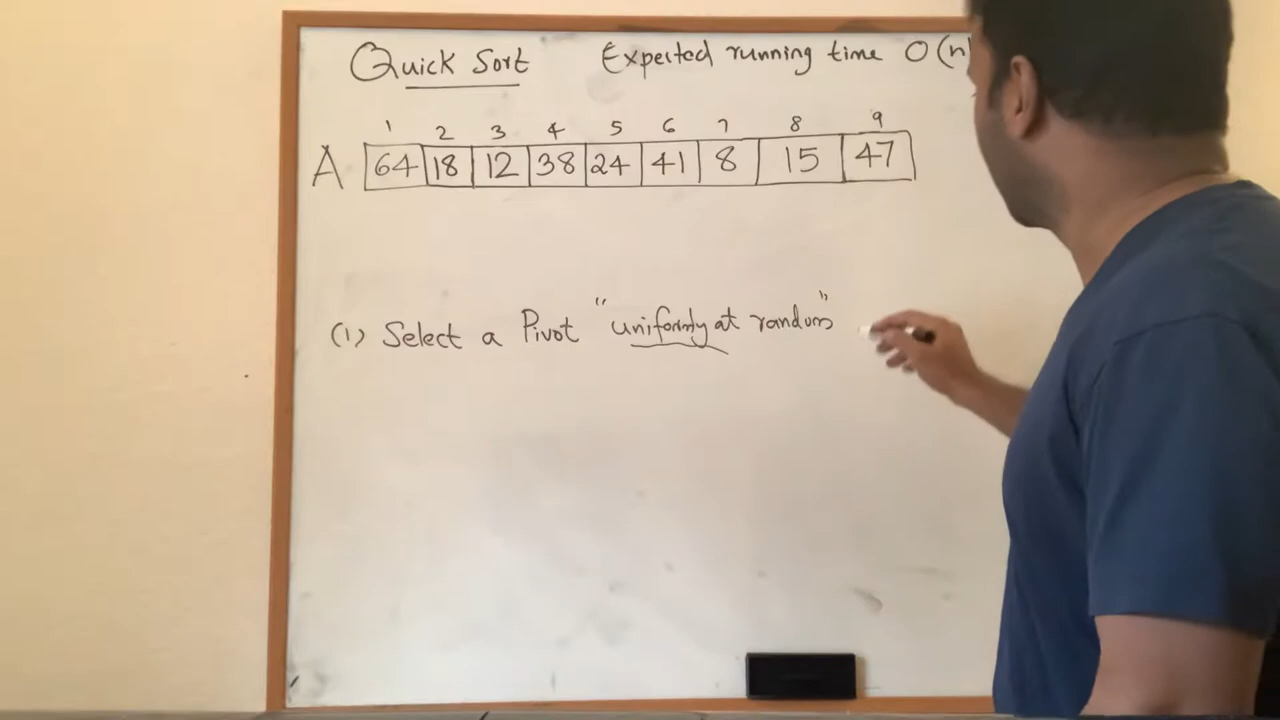 Quick Sort Expected running time O(n
1 2 3 4 5 6 7 8 9
A 64 18 12 38 24 41 8 15 47
(1) Select a Pivot "uniformly at random"